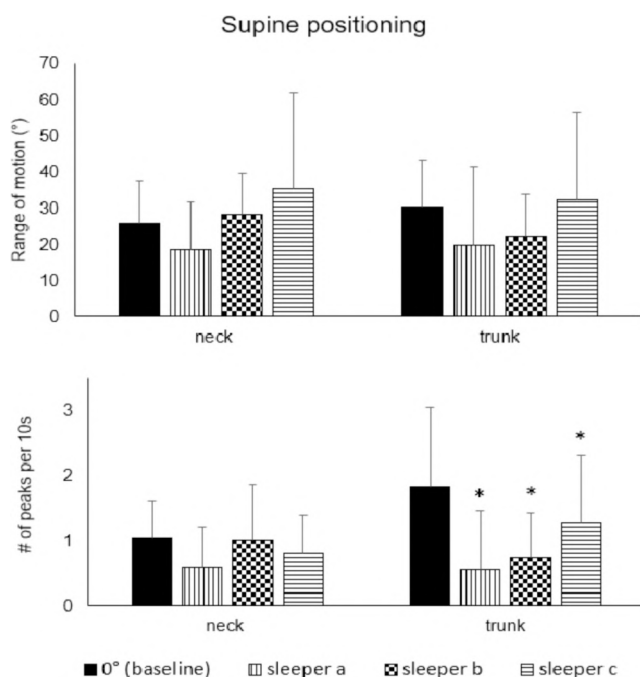 Supine positioning
Range of motion (°)
70
60
50
40
30
20
10
0
neck
trunk
# of peaks per 10s
3
2
1
0
*
*
*
neck
trunk
0° (baseline)
sleeper a
sleeper b
sleeper c